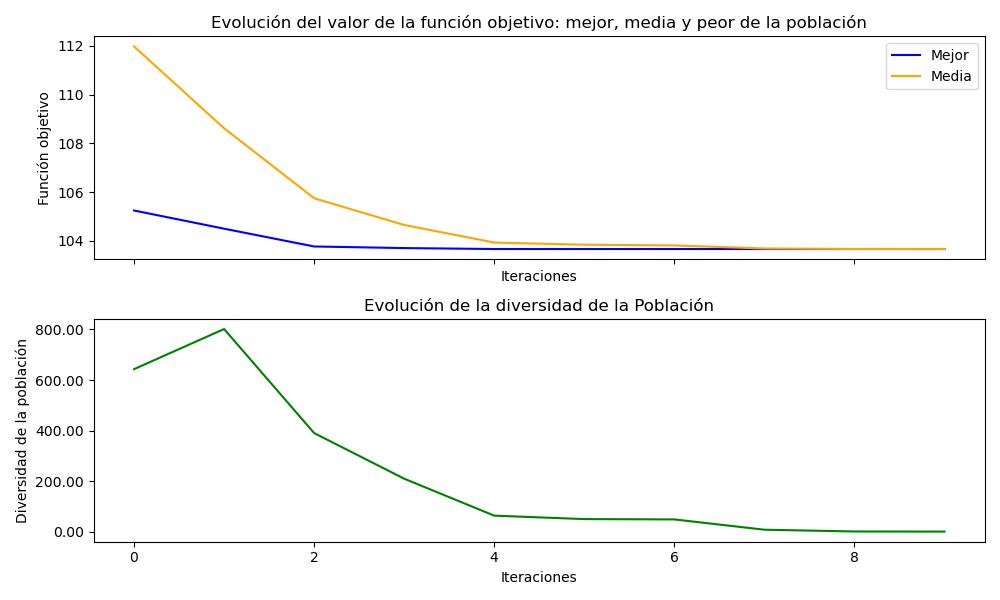 Evolución del valor de la función objetivo: mejor, media y peor de la población
Función objetivo
112
110
108
106
104
Mejor
Media
Iteraciones
Evolución de la diversidad de la Población
Diversidad de la población
800.00
600.00
400.00
200.00
0.00
0 2 4 6 8
Iteraciones